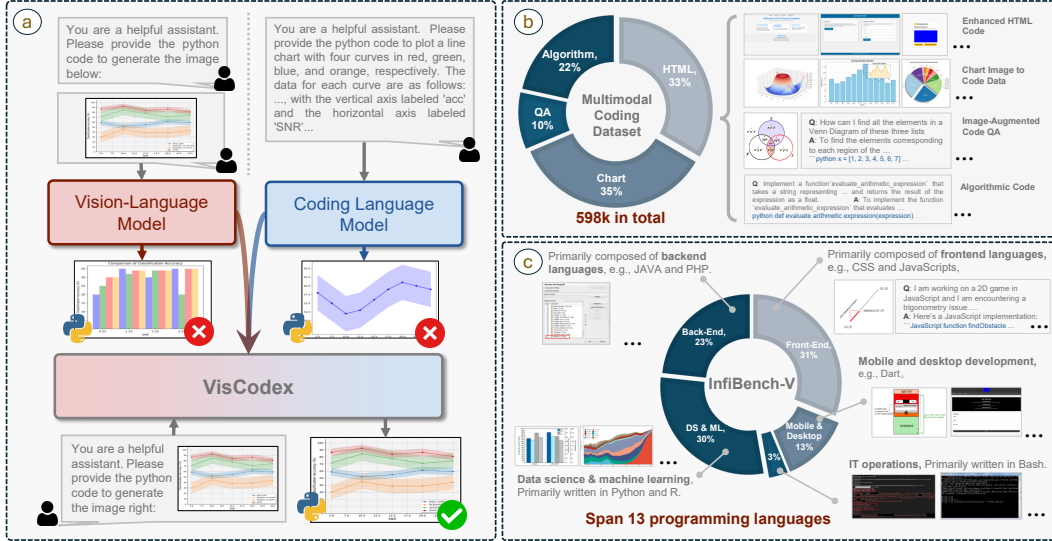 a
You are a helpful assistant.
Please provide the python
code to generate the image
below:
You are a helpful assistant. Please
provide the python code to plot a line
chart with four curves in red, green,
blue, and orange, respectively. The
data for each curve are as follows:
..., with the vertical axis labeled 'acc'
and the horizontal axis labeled
'SNR'...
Vision-Language
Model
Coding Language
Model
Comparison of Classification Accuracy
VisCodex
You are a helpful
assistant. Please
provide the python
code to generate
the image right:
SNR
b
Algorithm,
22%
HTML,
33%
QA
10%
Chart
35%
Multimodal
Coding
Dataset
598k in total
Enhanced HTML
Code
...
Chart Image to
Code Data
...
Q: How can I find all the elements in a
Venn Diagram of these three lists
A: To find the elements corresponding
to each region of the ...
```python x = [1, 2, 3, 4, 5, 6, 7] ...
Image-Augmented
Code QA
...
Q: Implement a function`evaluate_arithmetic_expression` that
takes a string representing ... and returns the result of the
expression as a float. A: To implement the function
`evaluate_arithmetic_expression` that evaluates ...
python def evaluate arithmetic expression(expression) ...
Algorithmic Code
...
c
Primarily composed of backend
languages, e.g., JAVA and PHP.
...
Primarily composed of frontend languages,
e.g., CSS and JavaScripts,
Q: I am working on a 2D game in
JavaScript and I am encountering a
trigonometry issue....
A: Here's a JavaScript implementation:
```JavaScript function findObstacle ...
...
Back-End,
23%
Front-End,
31%
InfiBench-V
DS & ML,
30%
Mobile &
Desktop
13%
3%
Mobile and desktop development,
e.g., Dart,
...
Data science & machine learning,
Primarily written in Python and R.
...
IT operations, Primarily written in Bash.
...
Span 13 programming languages